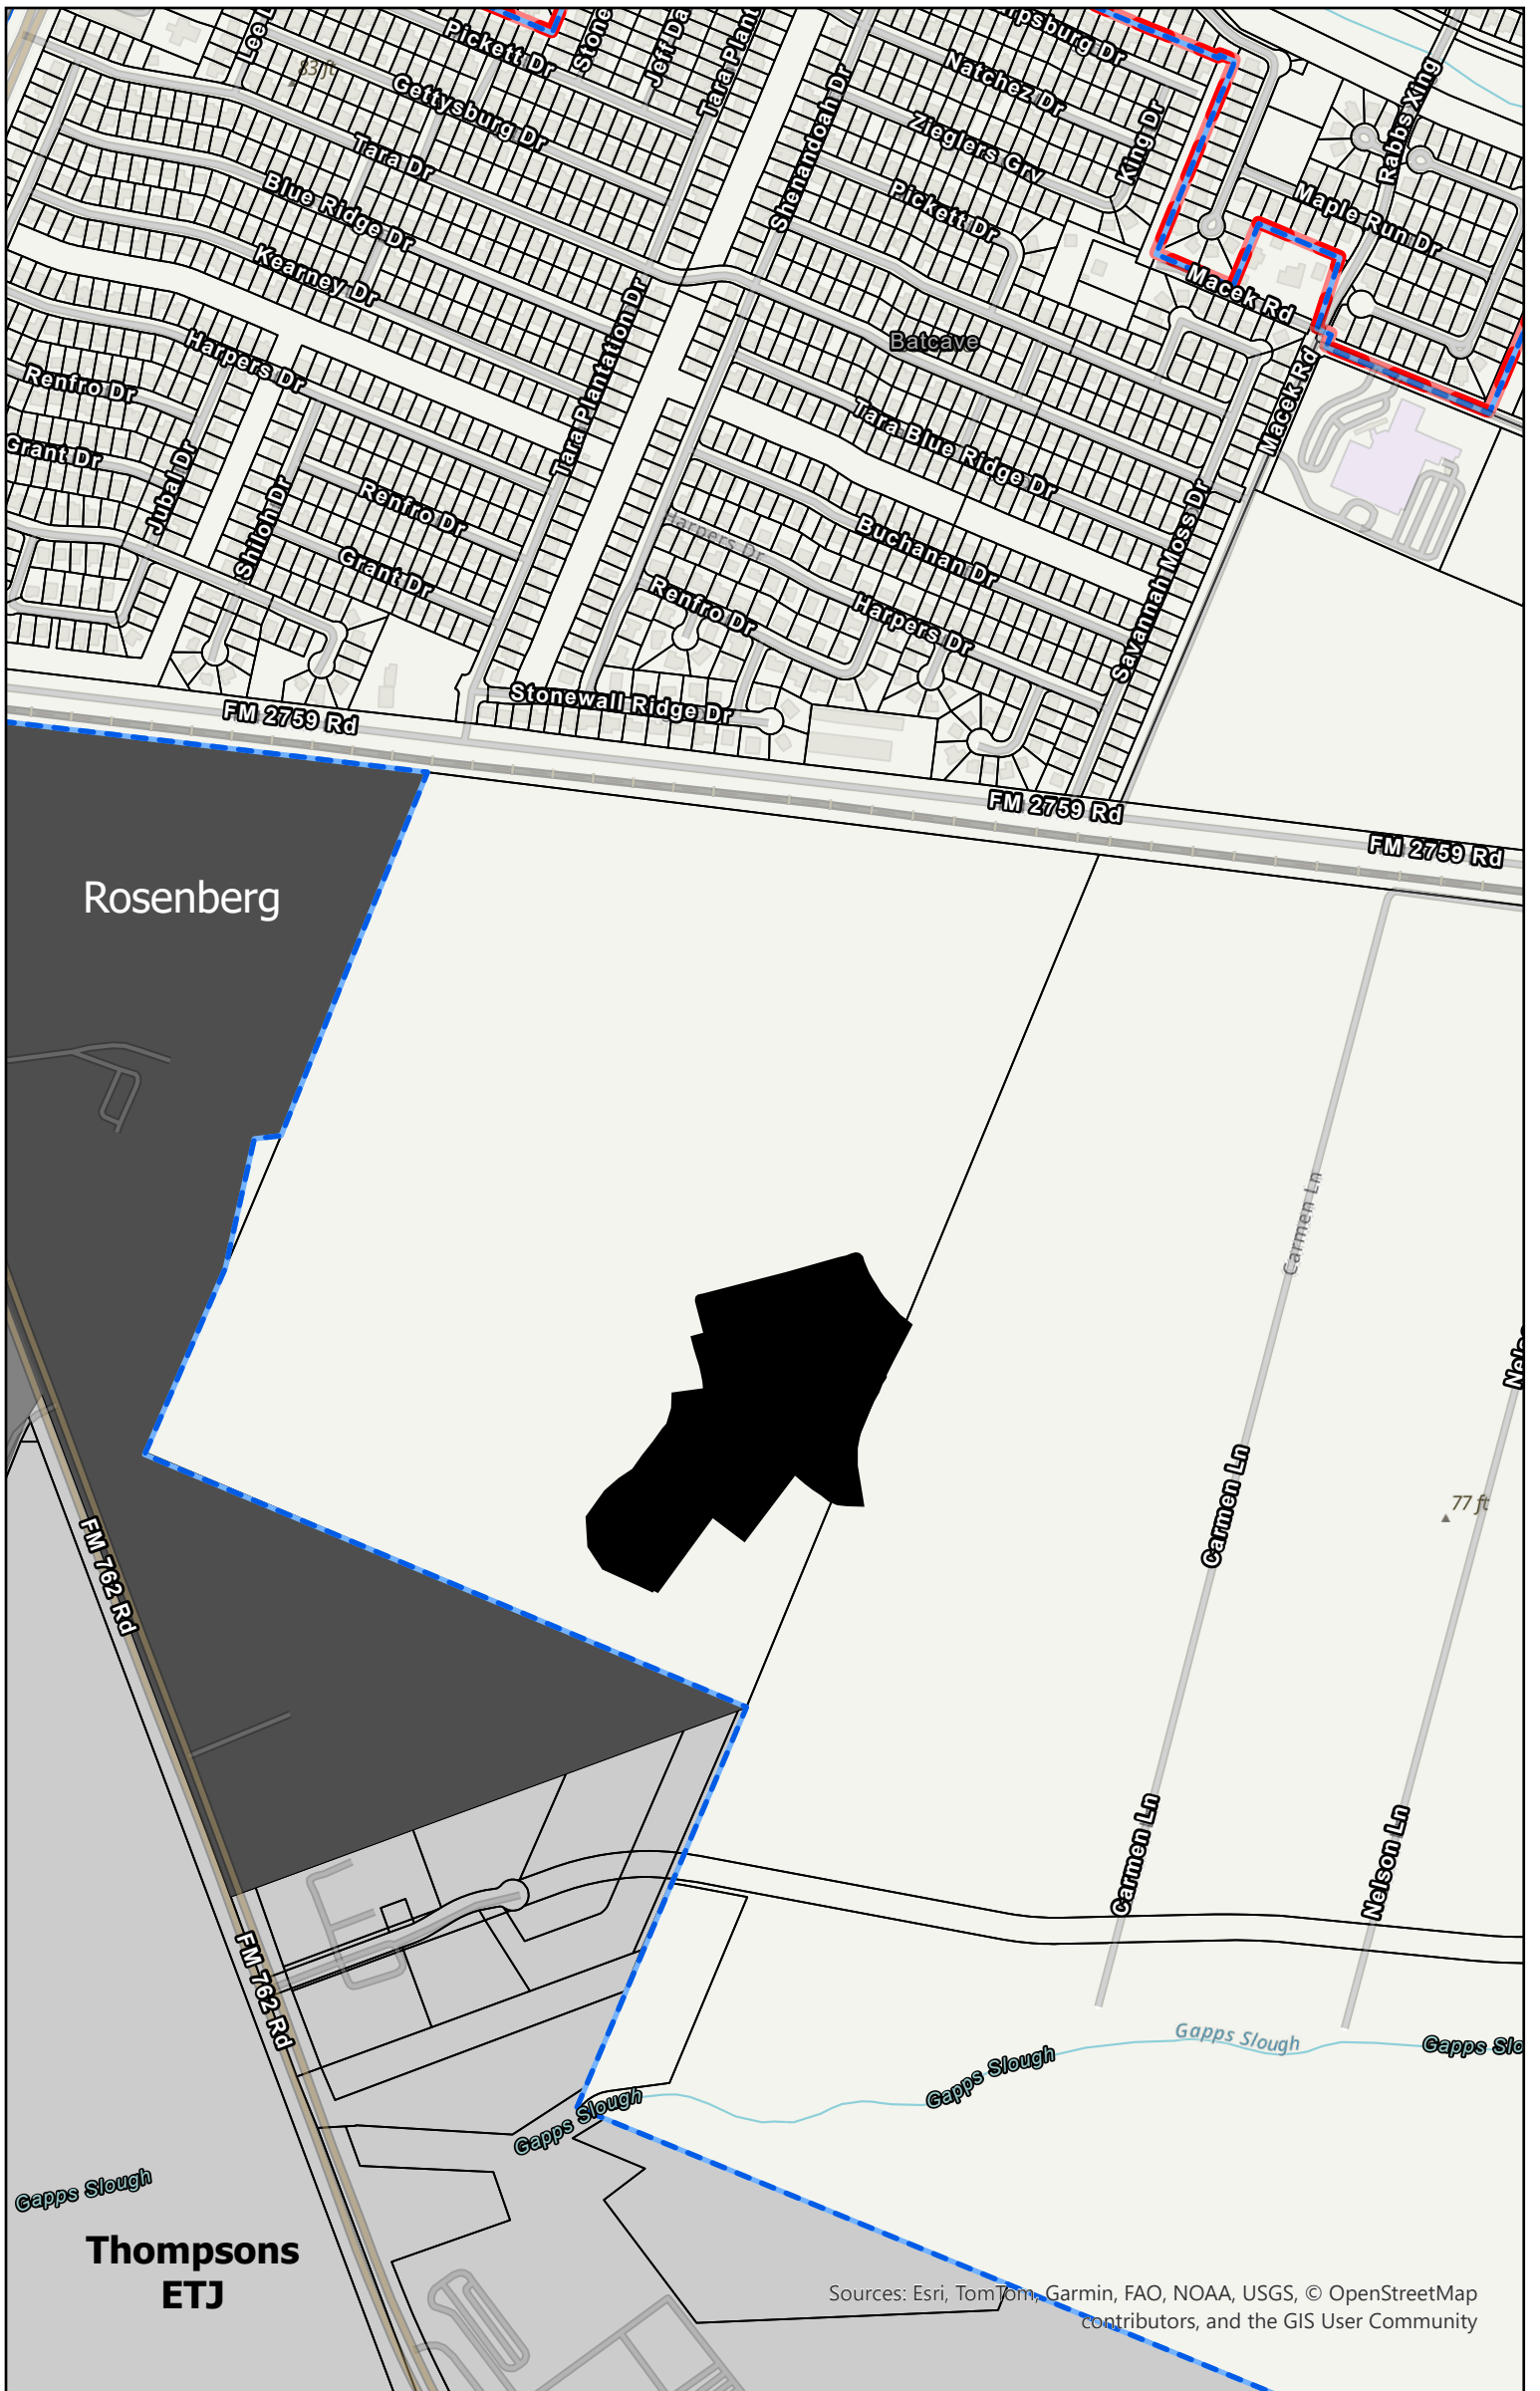 Pickett Dr
83 ft
Gettysburg Dr
Tara Dr
Blue Ridge Dr
Kearney Dr
Harpers Dr
Renfro Dr
Grant Dr
Jubal Dr
Shiloh Dr
Renfro Dr
Grant Dr
Tara Plantation Dr
Shenandoah Dr
Natchez Dr
Zieglers Grv
King Dr
Pickett Dr
Rabbs Xing
Maple Run Dr
Macek Rd
Batcave
Macek Rd
Tara Blue Ridge Dr
Buchanan Dr
Harpers Dr
Harpers Dr
Renfro Dr
Savannah Moss Dr
Stonewall Ridge Dr
FM 2759 Rd
FM 2759 Rd
FM 2759 Rd
Rosenberg
Carmen Ln
Carmen Ln
77 ft
FM 762 Rd
Carmen Ln
Nelson Ln
FM 762 Rd
Gapps Slough
Gapps Slo
Gapps Slough
Gapps Slough
Gapps Slough
Thompsons
ETJ
Sources: Esri, TomTom, Garmin, FAO, NOAA, USGS, © OpenStreetMap
contributors, and the GIS User Community